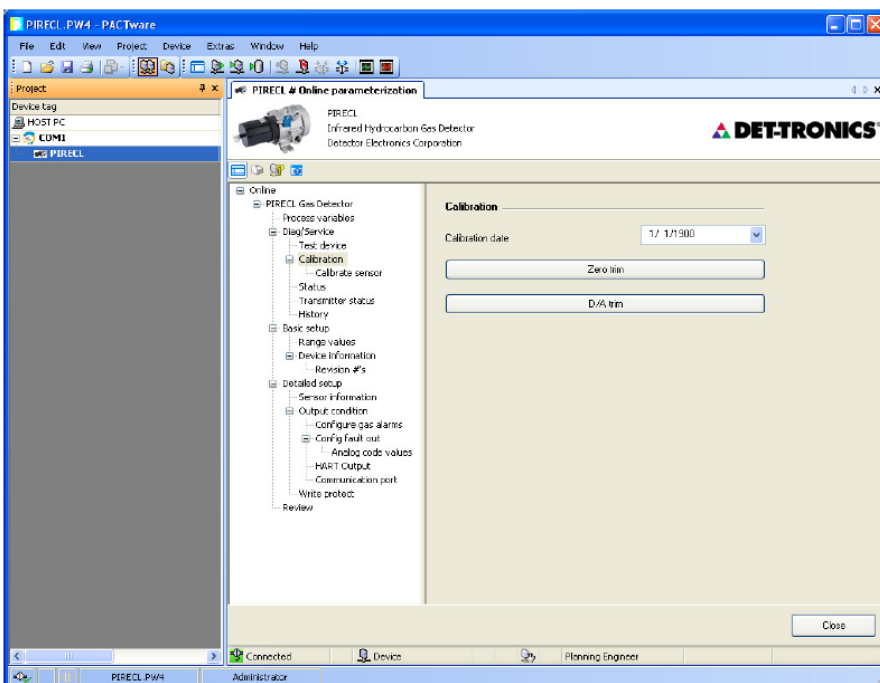 PIRECL.PW4 - PACTware
File Edit View Project Device Extras Window Help
Project
PIRECL # Online parameterization
Device tag
HOST PC
COM1
PIRECL
PIRECL
Infrared Hydrocarbon Gas Detector
Detector Electronics Corporation
DET-TRONICS
Online
PIRECL Gas Detector
Process variables
Diag/Service
Test device
Calibration
Calibrate sensor
Status
Transmitter status
History
Basic setup
Range values
Device information
Revision #'s
Detailed setup
Sensor information
Output condition
Configure gas alarms
Config fault out
Analog code values
HART Output
Communication port
Write protect
Review
Calibration
Calibration date 1/ 1/1900
Zero trim
D/A trim
Close
Connected Device Planning Engineer
PIRECL.PW4 Administrator